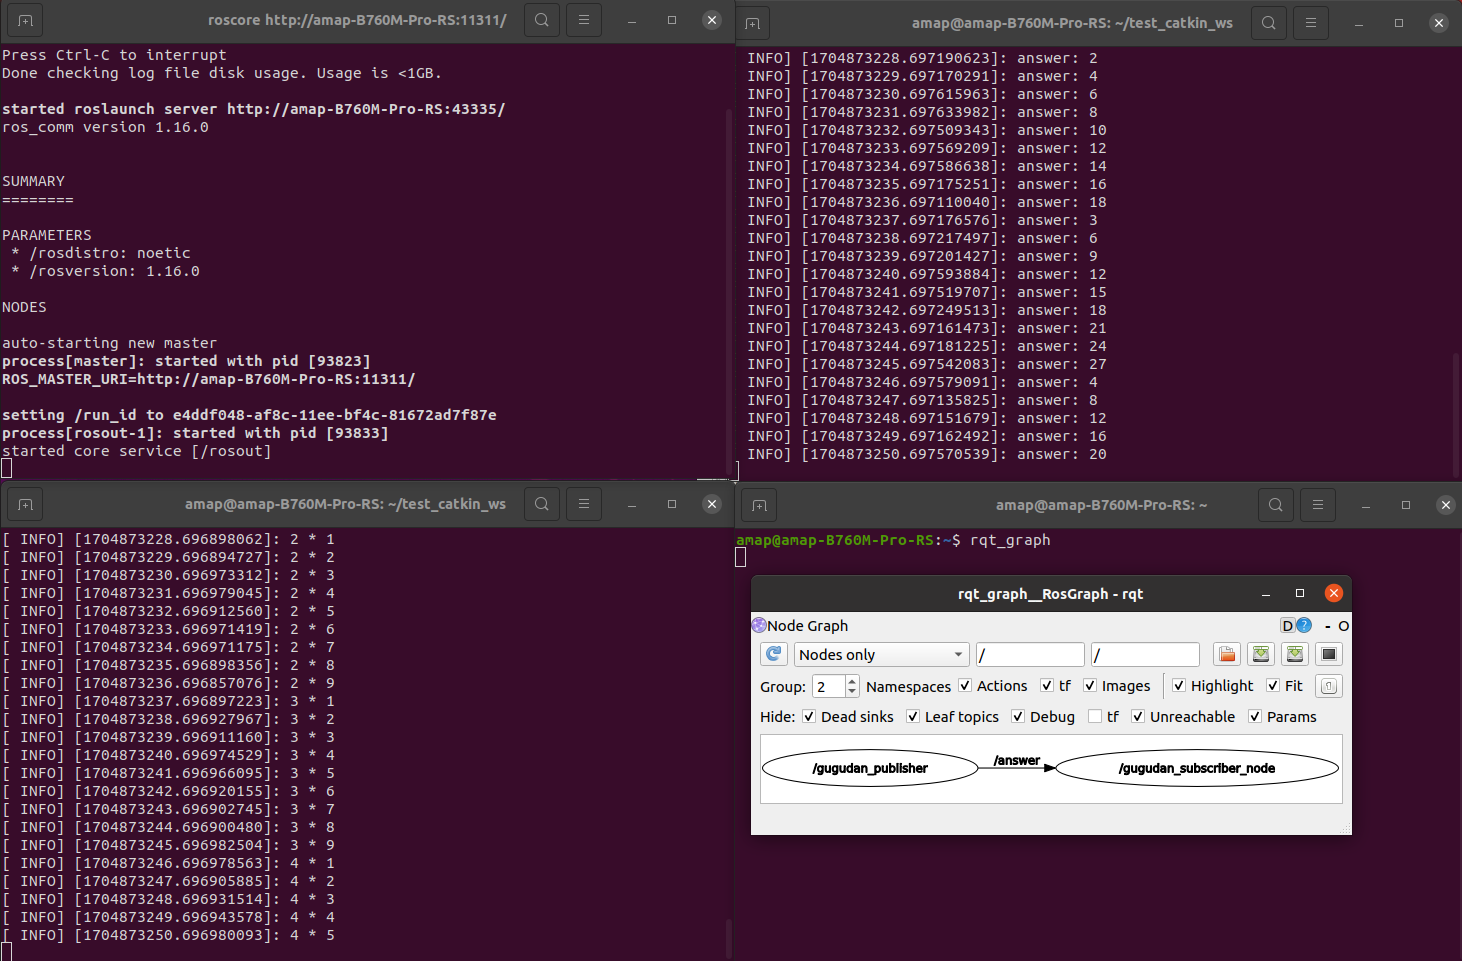 roscore http://amap-B760M-Pro-RS:11311/
Press Ctrl-C to interrupt
Done checking log file disk usage. Usage is <1GB.
started roslaunch server http://amap-B760M-Pro-RS:43335/
ros_comm version 1.16.0
SUMMARY
========
PARAMETERS
 * /rosdistro: noetic
 * /rosversion: 1.16.0
NODES
auto-starting new master
process[master]: started with pid [93823]
ROS_MASTER_URI=http://amap-B760M-Pro-RS:11311/
setting /run_id to e4ddf048-af8c-11ee-bf4c-81672ad7f87e
process[rosout-1]: started with pid [93833]
started core service [/rosout]
amap@amap-B760M-Pro-RS: ~/test_catkin_ws
INFO] [1704873228.697190623]: answer: 2
INFO] [1704873229.697170291]: answer: 4
INFO] [1704873230.697615963]: answer: 6
INFO] [1704873231.697633982]: answer: 8
INFO] [1704873232.697509343]: answer: 10
INFO] [1704873233.697569209]: answer: 12
INFO] [1704873234.697586638]: answer: 14
INFO] [1704873235.697175251]: answer: 16
INFO] [1704873236.697110040]: answer: 18
INFO] [1704873237.697176576]: answer: 3
INFO] [1704873238.697217497]: answer: 6
INFO] [1704873239.697201427]: answer: 9
INFO] [1704873240.697593884]: answer: 12
INFO] [1704873241.697519707]: answer: 15
INFO] [1704873242.697249513]: answer: 18
INFO] [1704873243.697161473]: answer: 21
INFO] [1704873244.697181225]: answer: 24
INFO] [1704873245.697542083]: answer: 27
INFO] [1704873246.697579091]: answer: 4
INFO] [1704873247.697135825]: answer: 8
INFO] [1704873248.697151679]: answer: 12
INFO] [1704873249.697162492]: answer: 16
INFO] [1704873250.697570539]: answer: 20
amap@amap-B760M-Pro-RS: ~/test_catkin_ws
[ INFO] [1704873228.696898062]: 2 * 1
[ INFO] [1704873229.696894727]: 2 * 2
[ INFO] [1704873230.696973312]: 2 * 3
[ INFO] [1704873231.696979045]: 2 * 4
[ INFO] [1704873232.696912560]: 2 * 5
[ INFO] [1704873233.696971419]: 2 * 6
[ INFO] [1704873234.696971175]: 2 * 7
[ INFO] [1704873235.696898356]: 2 * 8
[ INFO] [1704873236.696857076]: 2 * 9
[ INFO] [1704873237.696897223]: 3 * 1
[ INFO] [1704873238.696927967]: 3 * 2
[ INFO] [1704873239.696911160]: 3 * 3
[ INFO] [1704873240.696974529]: 3 * 4
[ INFO] [1704873241.696966095]: 3 * 5
[ INFO] [1704873242.696920155]: 3 * 6
[ INFO] [1704873243.696902745]: 3 * 7
[ INFO] [1704873244.696900480]: 3 * 8
[ INFO] [1704873245.696982504]: 3 * 9
[ INFO] [1704873246.696978563]: 4 * 1
[ INFO] [1704873247.696905885]: 4 * 2
[ INFO] [1704873248.696931514]: 4 * 3
[ INFO] [1704873249.696943578]: 4 * 4
[ INFO] [1704873250.696980093]: 4 * 5
amap@amap-B760M-Pro-RS: ~
amap@amap-B760M-Pro-RS:~$ rqt_graph
rqt_graph__RosGraph - rqt
Node Graph D ? - O
Nodes only / /
Group: 2 Namespaces Actions tf Images Highlight Fit
Hide: Dead sinks Leaf topics Debug tf Unreachable Params
/gugudan_publisher /answer /gugudan_subscriber_node